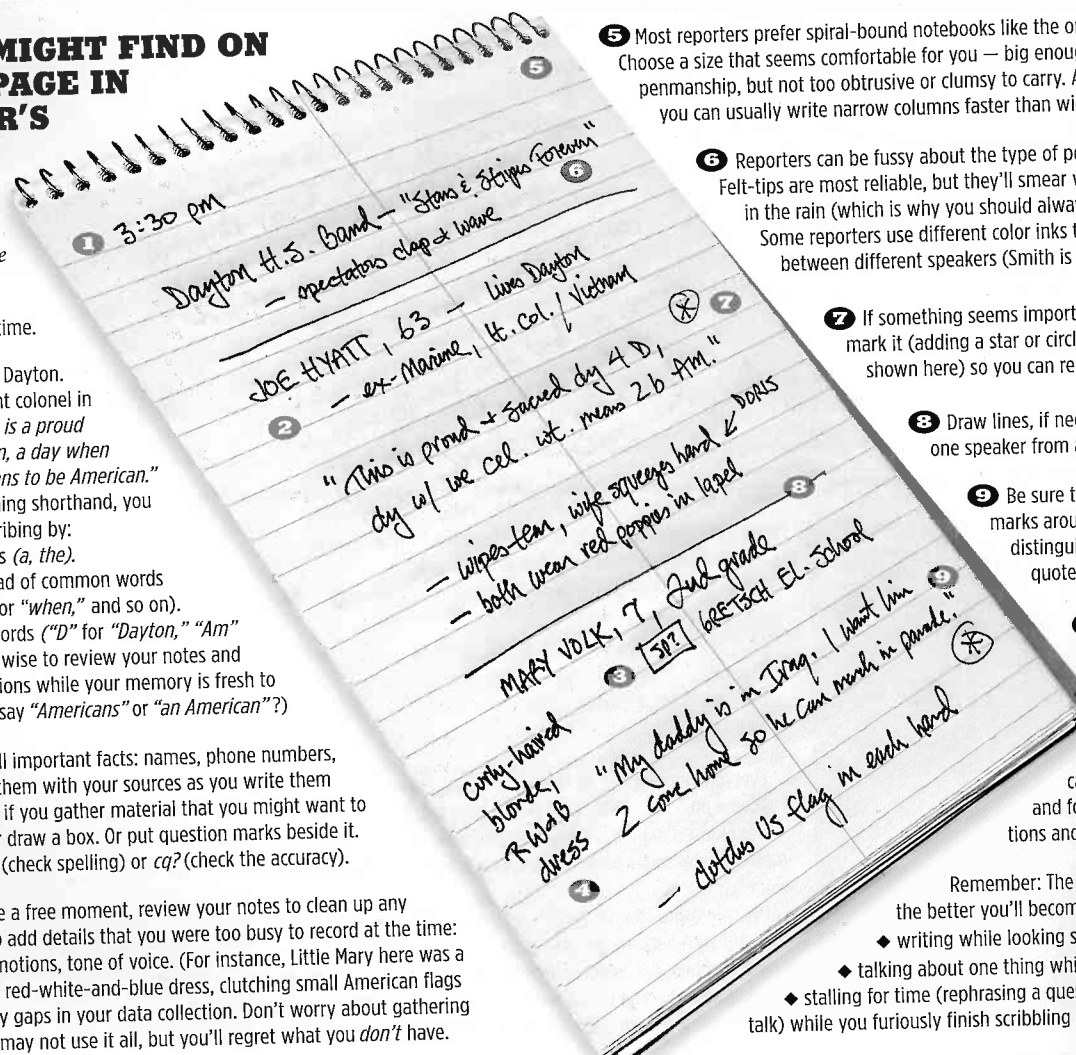 MIGHT FIND ON
PAGE IN
R'S
e
time.
Dayton.
nt colonel in
is a proud
n, a day when
ns to be American."
ning shorthand, you
ribing by:
s (a, the).
ad of common words
or "when," and so on).
ords ("D" for "Dayton," "Am"
wise to review your notes and
ions while your memory is fresh to
say "Americans" or "an American"?)
ll important facts: names, phone numbers,
them with your sources as you write them
if you gather material that you might want to
r draw a box. Or put question marks beside it.
(check spelling) or cq? (check the accuracy).
e a free moment, review your notes to clean up any
o add details that you were too busy to record at the time:
motions, tone of voice. (For instance, Little Mary here was a
red-white-and-blue dress, clutching small American flags
y gaps in your data collection. Don't worry about gathering
may not use it all, but you'll regret what you don't have.
5
1 3:30 pm
Dayton H.S. Band - "Stars & Stripes Forever"
6
- spectators clap & wave
JOE HYATT, 63 - lives Dayton
- ex-Marine, lt. col. / Vietnam
2
7
"This is proud + sacred dy 4 D,
dy w/ we cel. wt. means 2 b Am."
- wipes tear, wife squeezes hand DORIS
- both wear red poppies in lapel
8
MARY VOLK, 7, 2nd grade
3 SP? GRETSCH EL. SCHOOL
9
curly-haired
blonde,
RW&B
dress
4
"My daddy is in Iraq. I want him
2 come home so he can march in parade."
- clutches US flag in each hand
5 Most reporters prefer spiral-bound notebooks like the o
Choose a size that seems comfortable for you — big enoug
penmanship, but not too obtrusive or clumsy to carry. A
you can usually write narrow columns faster than wi
6 Reporters can be fussy about the type of pe
Felt-tips are most reliable, but they'll smear w
in the rain (which is why you should alway
Some reporters use different color inks t
between different speakers (Smith is
7 If something seems import
mark it (adding a star or circl
shown here) so you can re
8 Draw lines, if nee
one speaker from a
9 Be sure t
marks arou
distingui
quote
c
and fo
tions and
Remember: The
the better you'll becom
◆ writing while looking s
◆ talking about one thing whi
◆ stalling for time (rephrasing a ques
talk) while you furiously finish scribbling